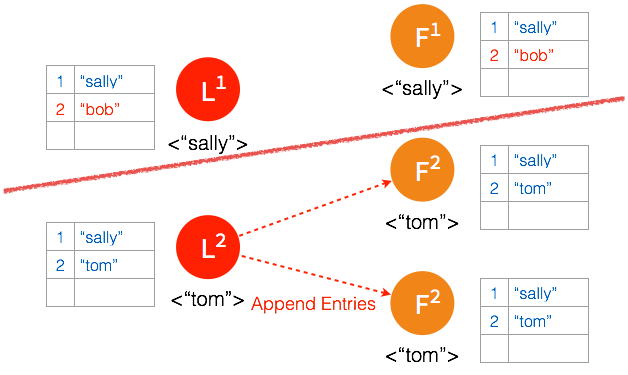 1 "sally"
2 "bob"
L1
<"sally">
F1
<"sally">
1 "sally"
2 "bob"
1 "sally"
2 "tom"
L2
<"tom">
Append Entries
F2
<"tom">
1 "sally"
2 "tom"
F2
<"tom">
1 "sally"
2 "tom"